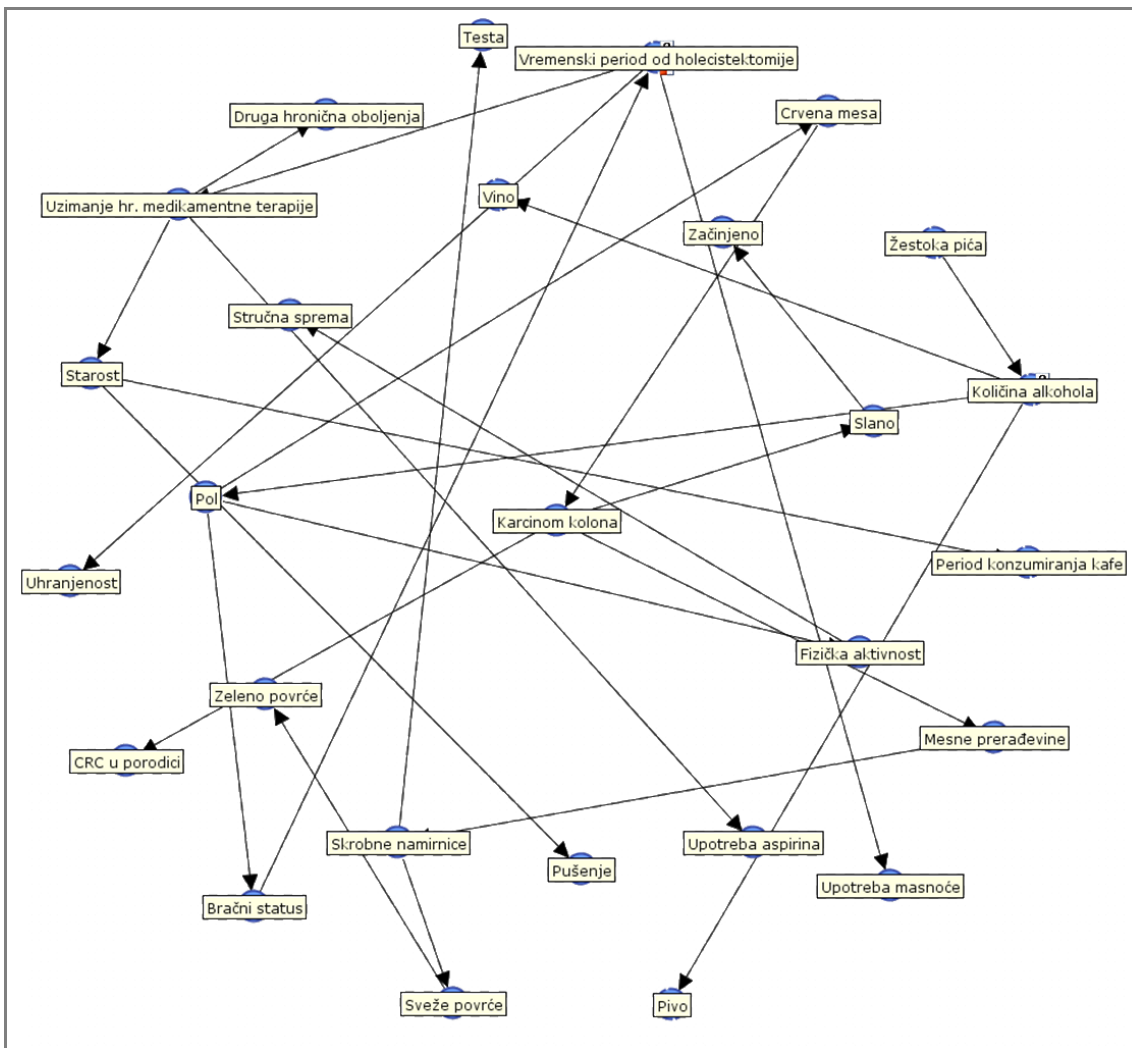 Testa
Vremenski period od holecistektomije
Druga hronična oboljenja
Crvena mesa
Uzimanje hr. medikamentne terapije
Vino
Začinjeno
Žestoka pića
Stručna sprema
Starost
Količina alkohola
Slano
Pol
Karcinom kolona
Uhranjenost
Period konzumiranja kafe
Fizička aktivnost
Zeleno povrće
CRC u porodici
Mesne prerađevine
Skrobne namirnice
Upotreba aspirina
Pušenje
Upotreba masnoće
Bračni status
Sveže povrće
Pivo